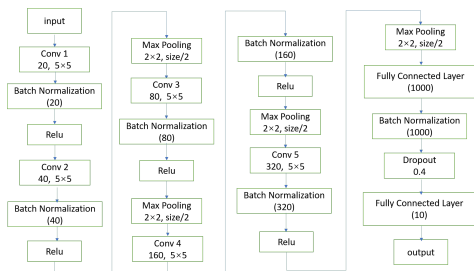 input
Conv 1
20, 5×5
Batch Normalization
(20)
Relu
Conv 2
40, 5×5
Batch Normalization
(40)
Relu
Max Pooling
2×2, size/2
Conv 3
80, 5×5
Batch Normalization
(80)
Relu
Max Pooling
2×2, size/2
Conv 4
160, 5×5
Batch Normalization
(160)
Relu
Max Pooling
2×2, size/2
Conv 5
320, 5×5
Batch Normalization
(320)
Relu
Max Pooling
2×2, size/2
Fully Connected Layer
(1000)
Batch Normalization
(1000)
Dropout
0.4
Fully Connected Layer
(10)
output